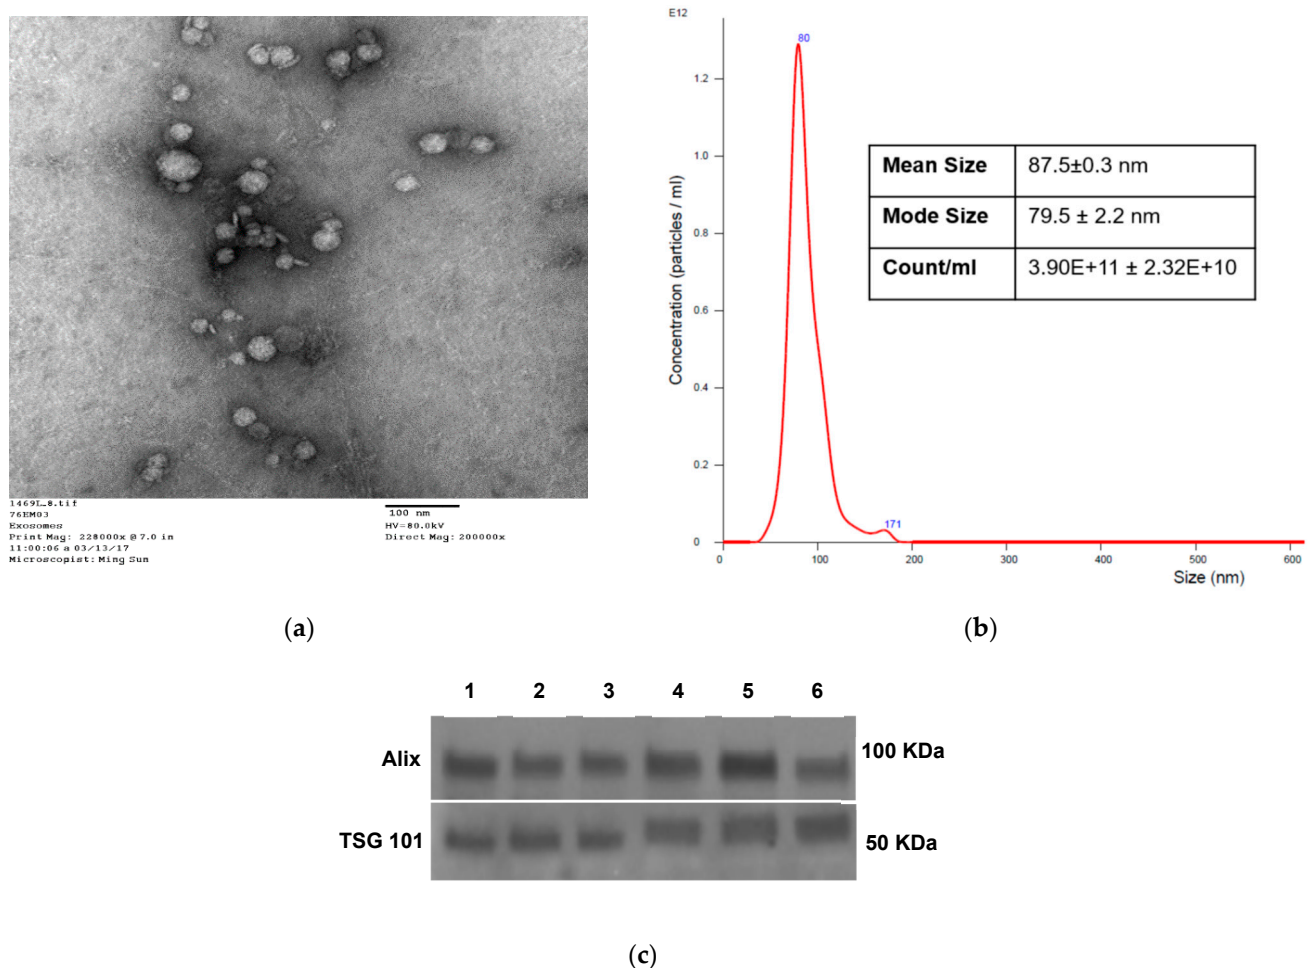 1469L_8.tif
76EM03
Exosomes
Print Mag: 228000x @ 7.0 in
11:00:06 a 03/13/17
Microscopist: Ming Sun
100 nm
HV=80.0kV
Direct Mag: 200000x
(a)
E12
80
1.2
1.0
0.8
0.6
0.4
0.2
0
Concentration (particles / ml)
171
0 100 200 300 400 500 600
Size (nm)
Mean Size 87.5±0.3 nm
Mode Size 79.5 ± 2.2 nm
Count/ml 3.90E+11 ± 2.32E+10
(b)
1 2 3 4 5 6
Alix 100 KDa
TSG 101 50 KDa
(c)